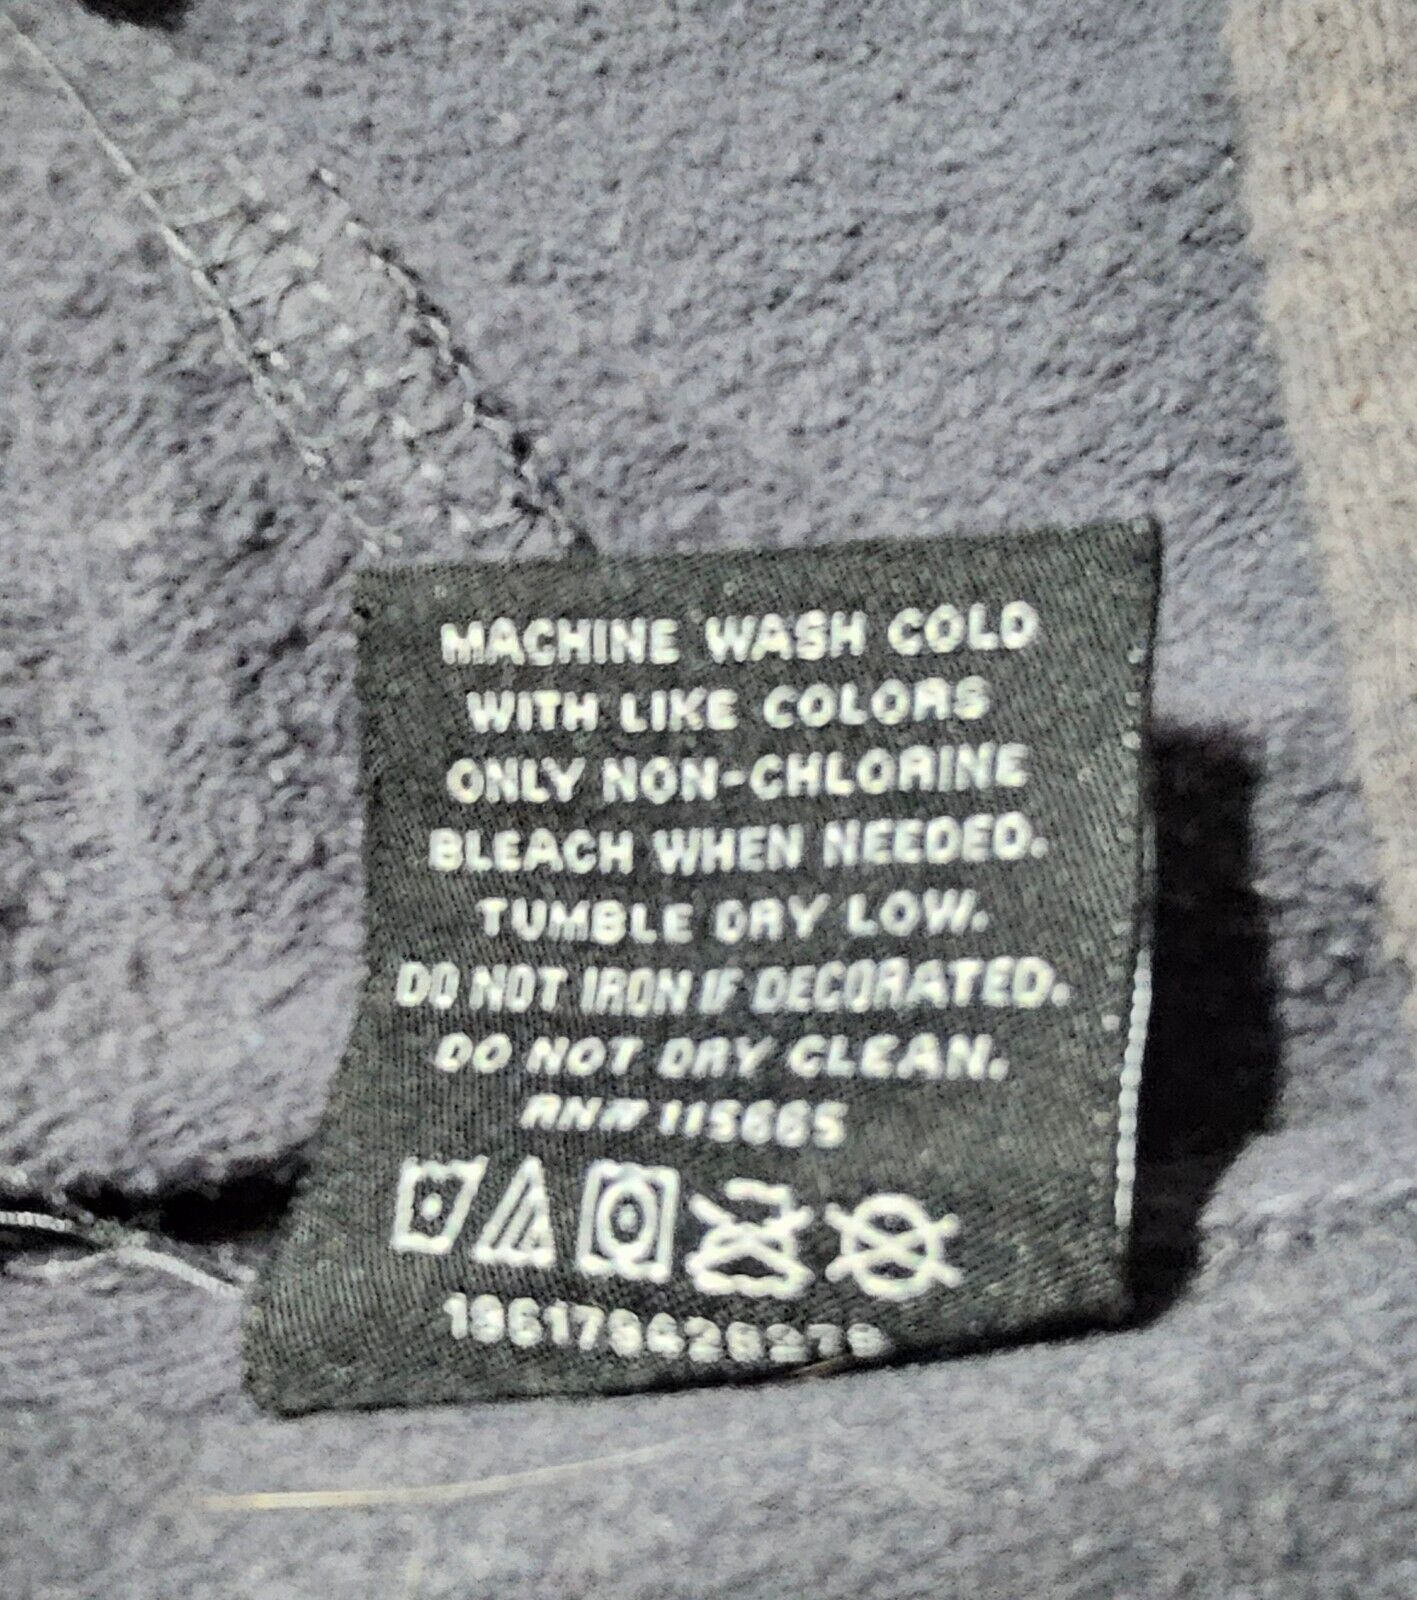 MACHINE WASH COLD
WITH LIKE COLORS
ONLY NON-CHLORINE
BLEACH WHEN NEEDED.
TUMBLE DRY LOW.
DO NOT IRON IF DECORATED.
DO NOT DRY CLEAN.
RN# 115665